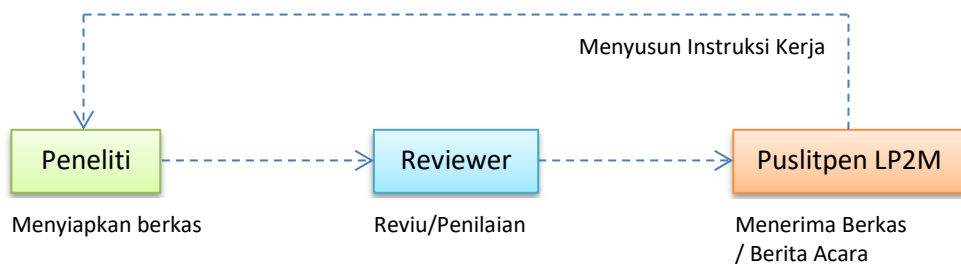 Menyusun Instruksi Kerja
Peneliti
Reviewer
Puslitpen LP2M
Menyiapkan berkas
Reviu/Penilaian
Menerima Berkas
/ Berita Acara